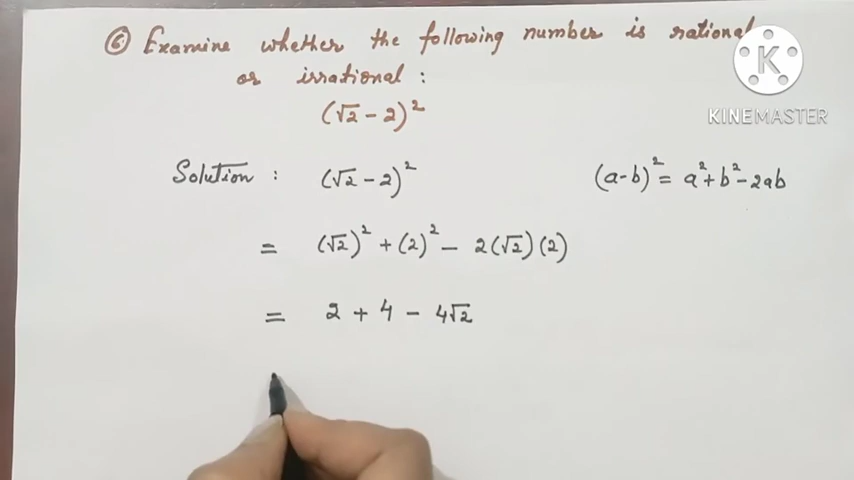 ⑥ Examine whether the following number is rational
or irrational :
(√2 - 2)²
K
KINEMASTER
Solution : (√2 - 2)²
(a-b)² = a² + b² - 2ab
= (√2)² + (2)² - 2(√2)(2)
= 2 + 4 - 4√2